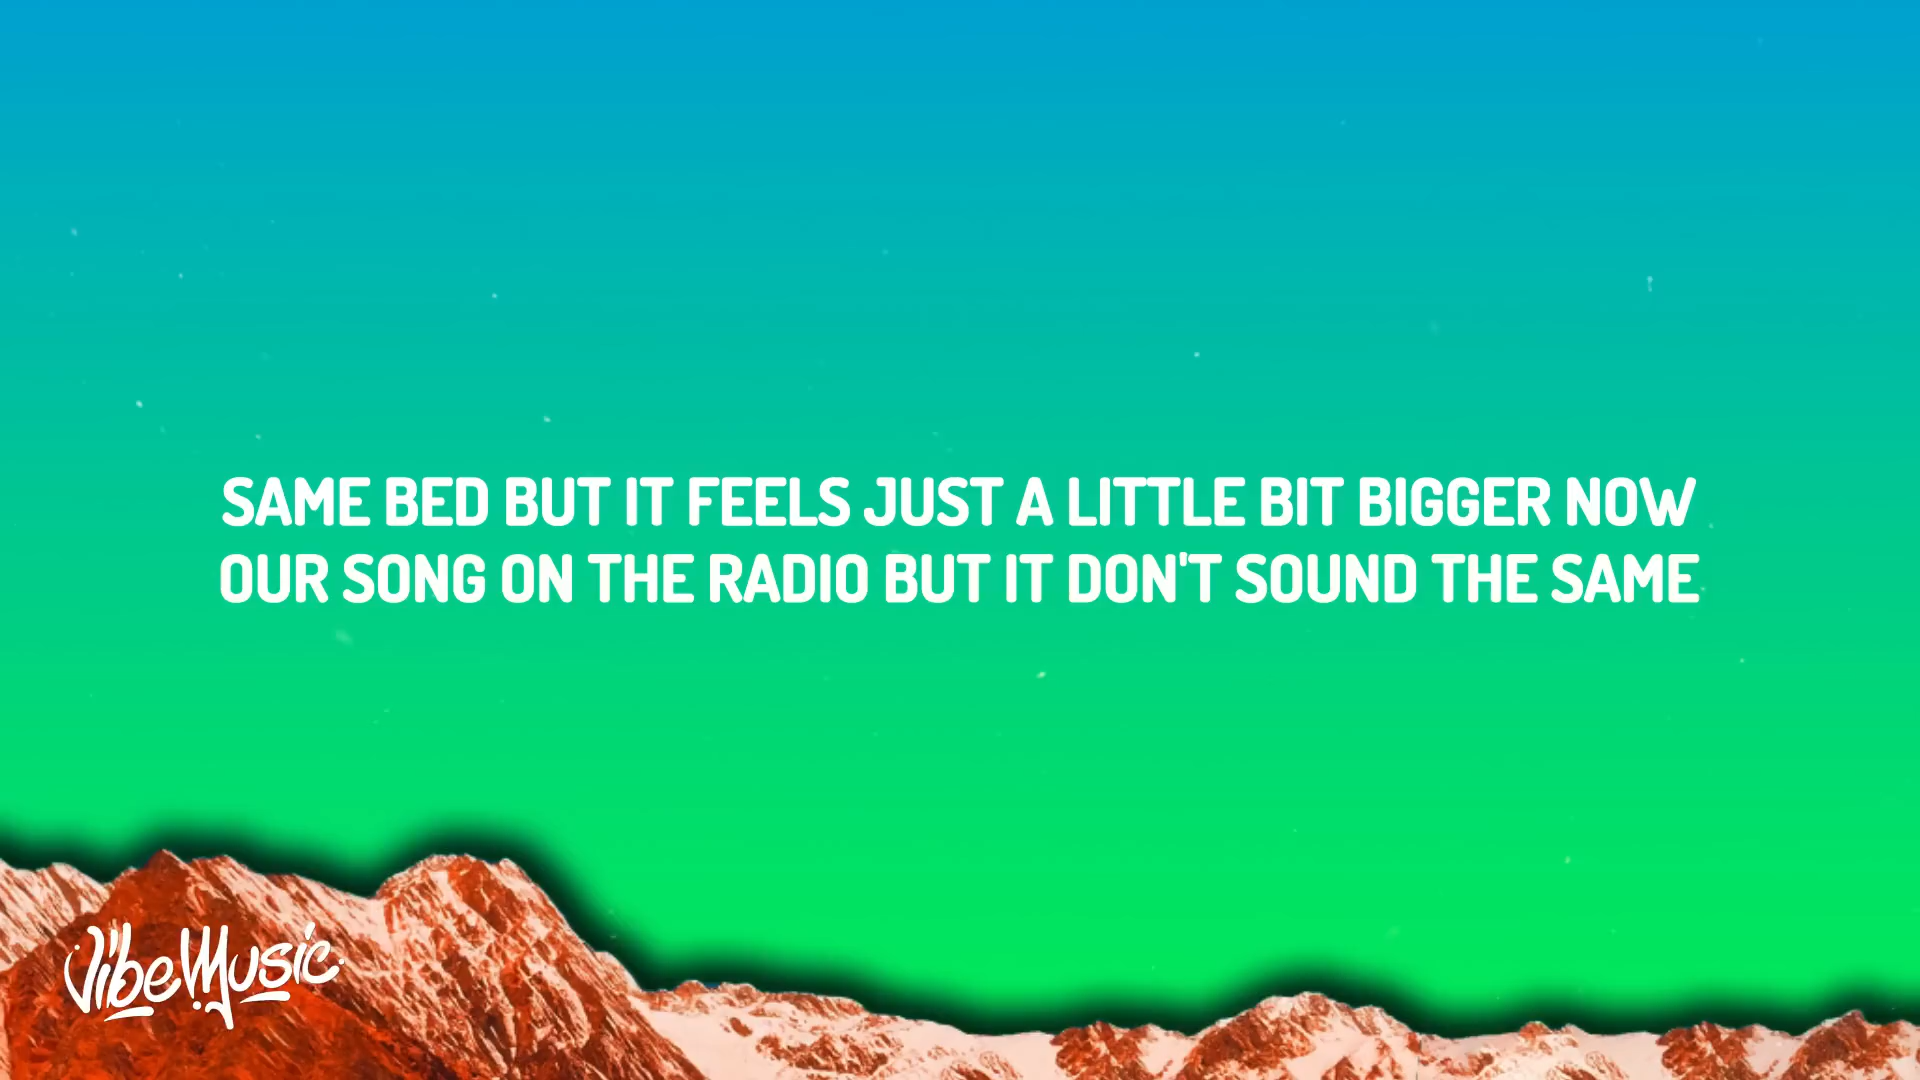 SAME BED BUT IT FEELS JUST A LITTLE BIT BIGGER NOW
OUR SONG ON THE RADIO BUT IT DON'T SOUND THE SAME
VibeMusic